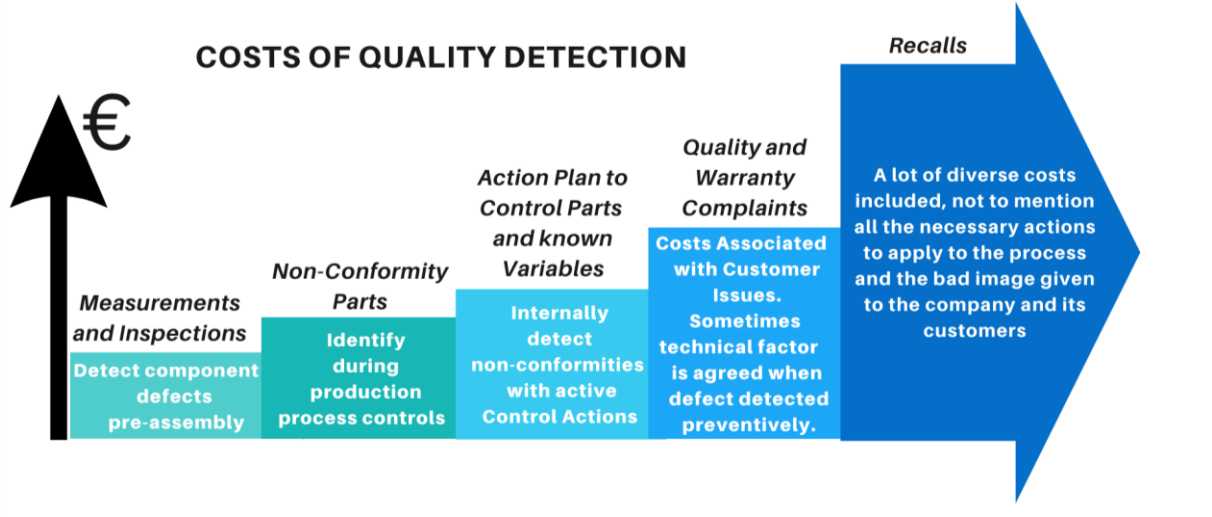 COSTS OF QUALITY DETECTION
€
Measurements
and Inspections
Detect component
defects
pre-assembly
Non-Conformity
Parts
Identify
during
production
process controls
Action Plan to
Control Parts
and known
Variables
Internally
detect
non-conformities
with active
Control Actions
Quality and
Warranty
Complaints
Costs Associated
with Customer
Issues.
Sometimes
technical factor
is agreed when
defect detected
preventively.
Recalls
A lot of diverse costs
included, not to mention
all the necessary actions
to apply to the process
and the bad image given
to the company and its
customers